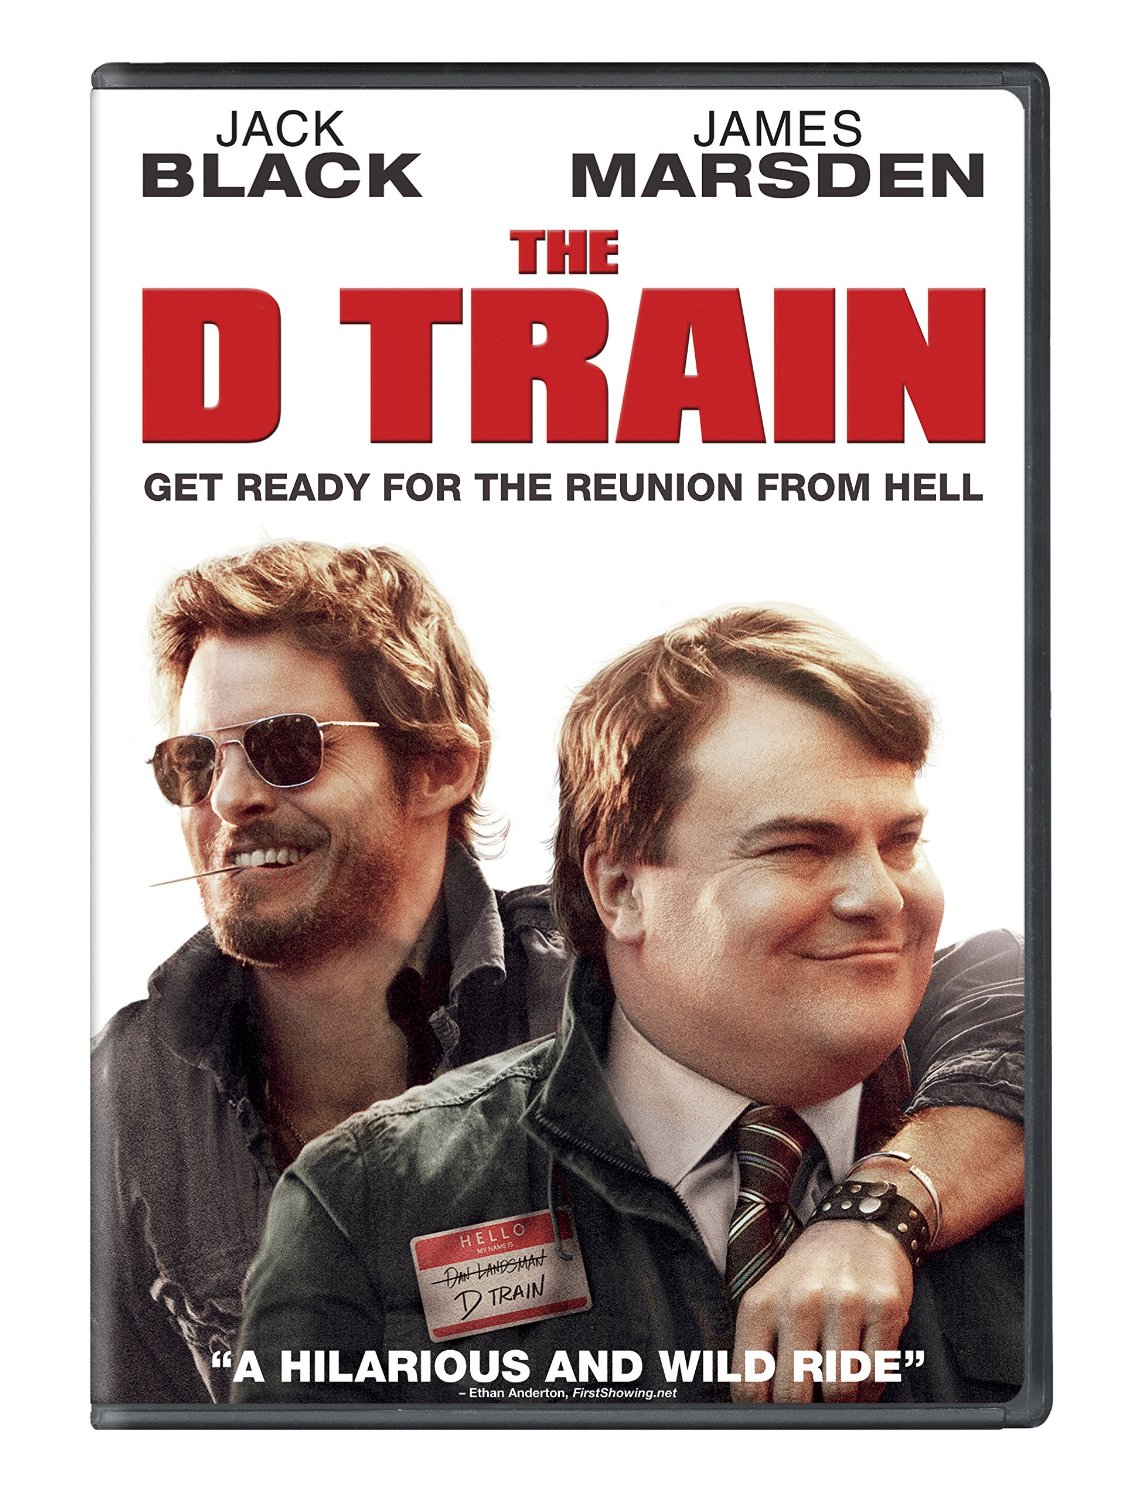 JACK
BLACK
JAMES
MARSDEN
THE
D TRAIN
GET READY FOR THE REUNION FROM HELL
HELLO
MY NAME IS
DAN LANDSMAN
D TRAIN
“A HILARIOUS AND WILD RIDE”
– Ethan Anderton, FirstShowing.net